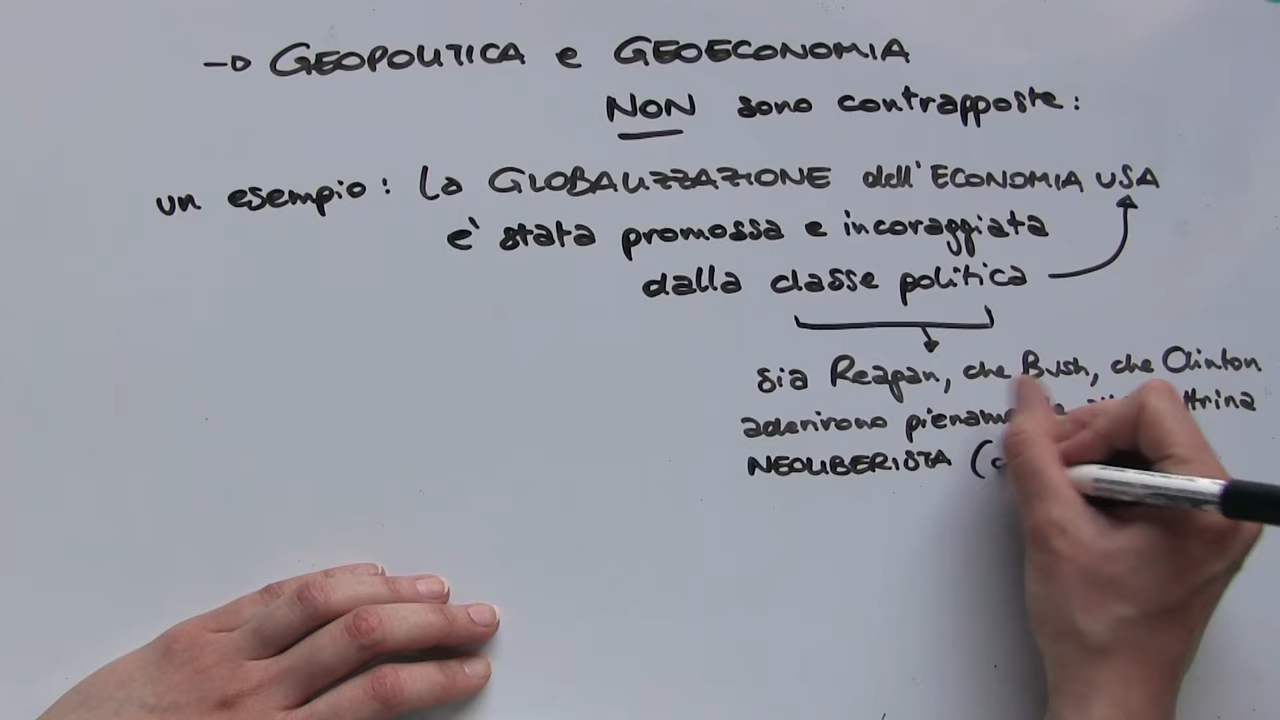 → GEOPOLITICA e GEOECONOMIA
NON sono contrapposte:
un esempio: la GLOBALIZZAZIONE dell'ECONOMIA USA
e' stata promossa e incoraggiata
dalla classe politica
sia Reagan, che Bush, che Clinton
aderirono
NEOLIBERISTA (